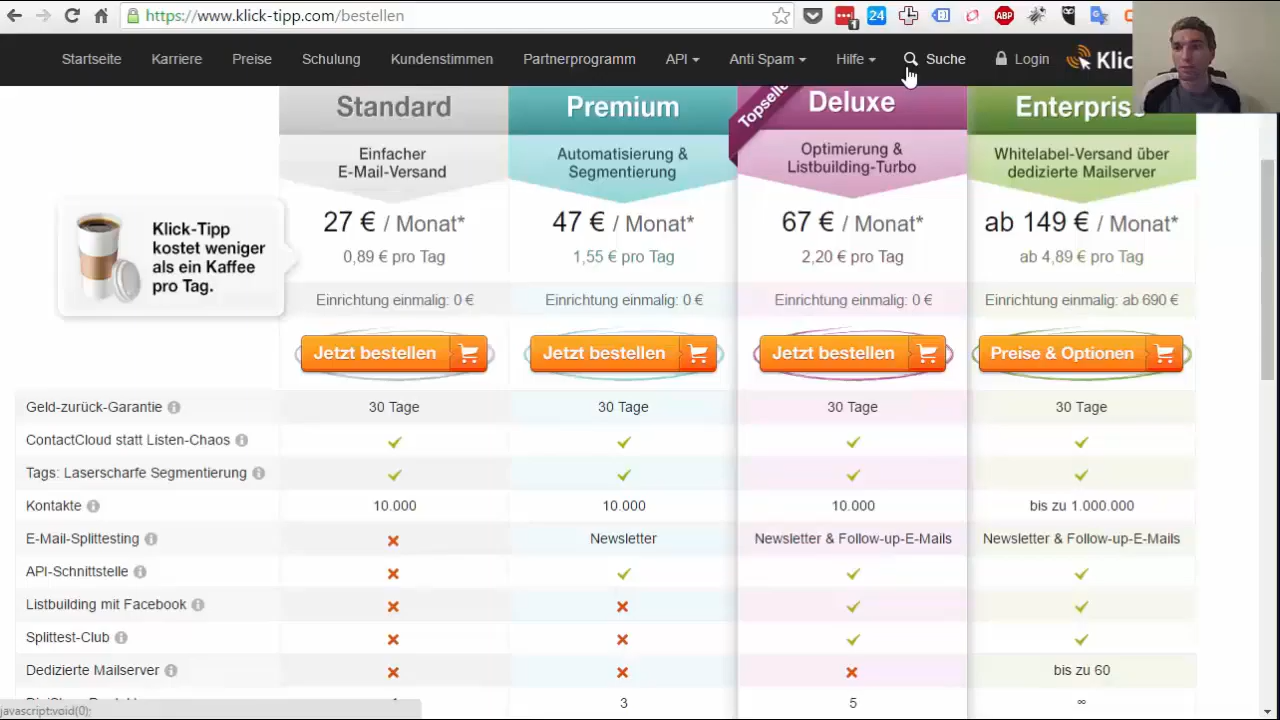 https://www.klick-tipp.com/bestellen
1
24
ABP
Startseite
Karriere
Preise
Schulung
Kundenstimmen
Partnerprogramm
API
Anti Spam
Hilfe
Suche
Login
Klic
Standard
Premium
Topselle
Deluxe
Enterpris
Einfacher
E-Mail-Versand
Automatisierung &
Segmentierung
Optimierung &
Listbuilding-Turbo
Whitelabel-Versand über
dedizierte Mailserver
Klick-Tipp
kostet weniger
als ein Kaffee
pro Tag.
27 € / Monat*
47 € / Monat*
67 € / Monat*
ab 149 € / Monat*
0,89 € pro Tag
1,55 € pro Tag
2,20 € pro Tag
ab 4,89 € pro Tag
Einrichtung einmalig: 0 €
Einrichtung einmalig: 0 €
Einrichtung einmalig: 0 €
Einrichtung einmalig: ab 690 €
Jetzt bestellen
Jetzt bestellen
Jetzt bestellen
Preise & Optionen
Geld-zurück-Garantie
30 Tage
30 Tage
30 Tage
30 Tage
ContactCloud statt Listen-Chaos
Tags: Laserscharfe Segmentierung
Kontakte
10.000
10.000
10.000
bis zu 1.000.000
E-Mail-Splittesting
Newsletter
Newsletter & Follow-up-E-Mails
Newsletter & Follow-up-E-Mails
API-Schnittstelle
Listbuilding mit Facebook
Splittest-Club
Dedizierte Mailserver
bis zu 60
3
5
∞
javascript:void(0);